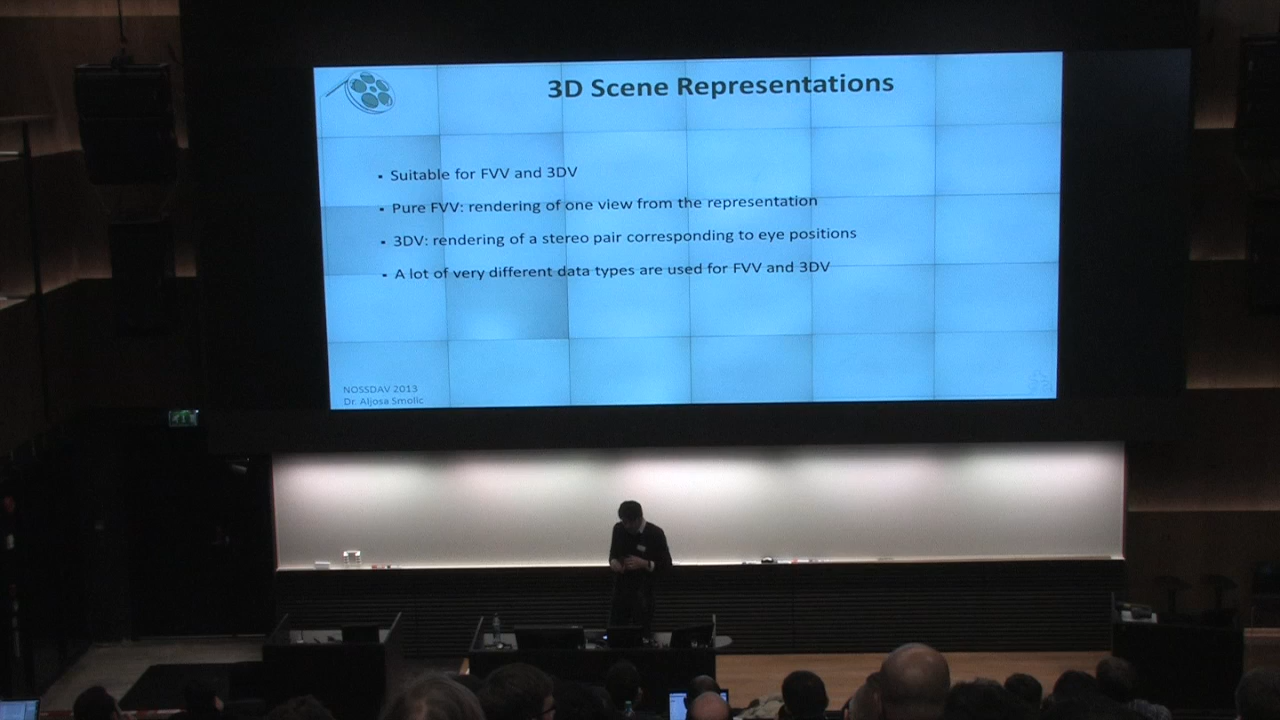 3D Scene Representations
▪ Suitable for FVV and 3DV
▪ Pure FVV: rendering of one view from the representation
▪ 3DV: rendering of a stereo pair corresponding to eye positions
▪ A lot of very different data types are used for FVV and 3DV
NOSSDAV 2013
Dr. Aljosa Smolic